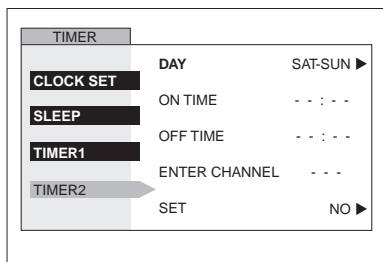 TIMER
CLOCK SET
SLEEP
TIMER1
TIMER2
DAY SAT-SUN ▶
ON TIME - - : - -
OFF TIME - - : - -
ENTER CHANNEL - - -
SET NO ▶